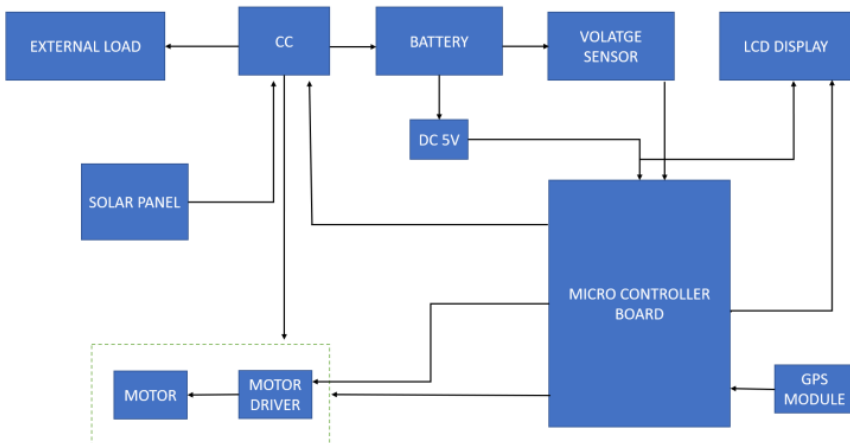 EXTERNAL LOAD
CC
BATTERY
VOLATGE
SENSOR
LCD DISPLAY
DC 5V
SOLAR PANEL
MICRO CONTROLLER
BOARD
MOTOR
MOTOR
DRIVER
GPS
MODULE